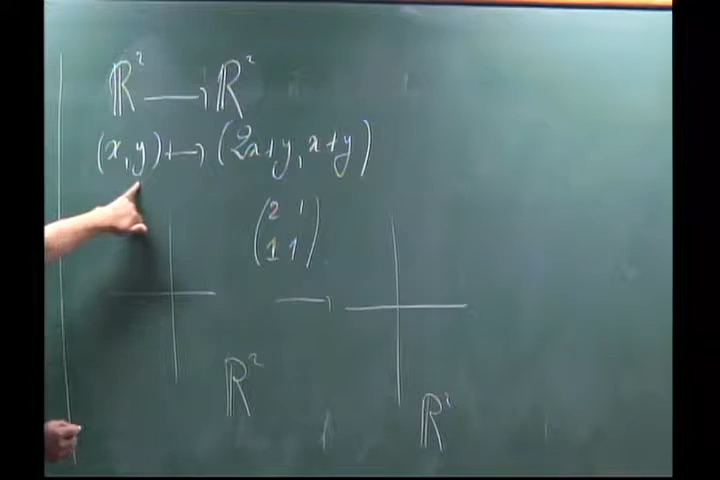 ℝ² → ℝ²
(x, y) ↦ (2x+y, x+y)
(2 1
1 1)
→
ℝ²
ℝ²